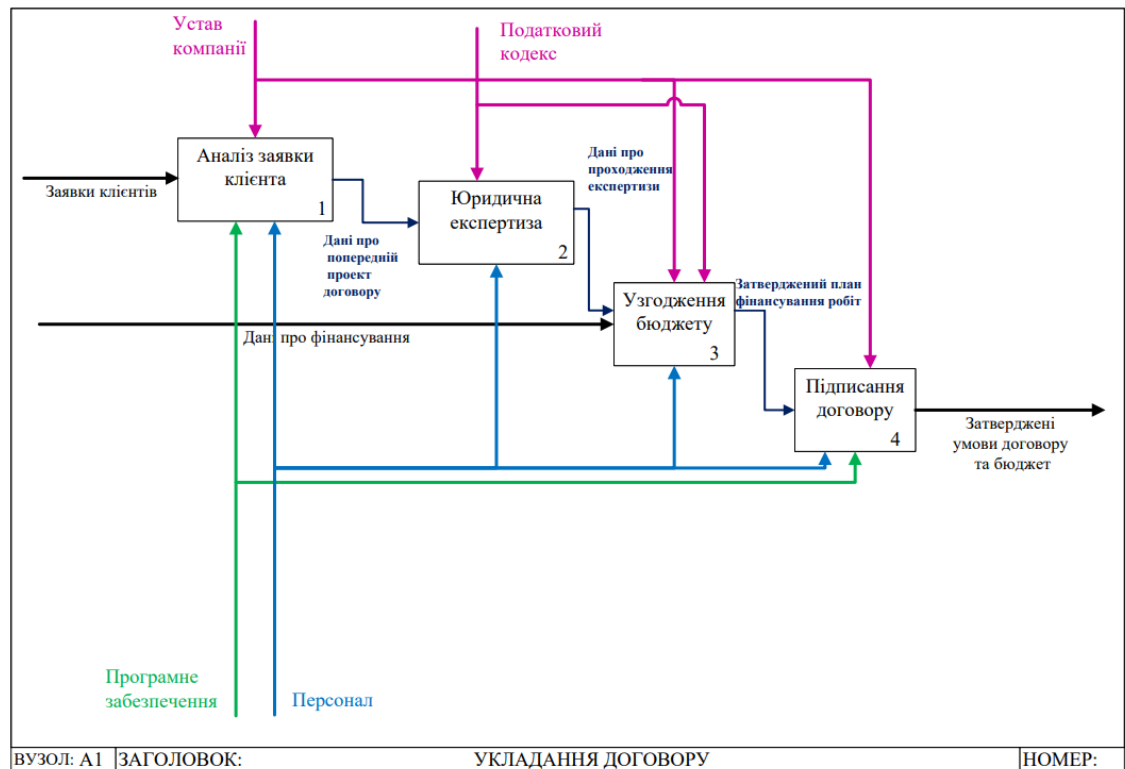 Устав
компанії
Податковий
кодекс
Аналіз заявки
клієнта
1
Заявки клієнтів
Дані про
проходження
експертизи
Юридична
експертиза
2
Дані про
попередній
проект
договору
Затверджений план
фінансування робіт
Узгодження
бюджету
3
Дані про фінансування
Підписання
договору
4
Затверджені
умови договору
та бюджет
Програмне
забезпечення
Персонал
ВУЗОЛ: А1 ЗАГОЛОВОК: УКЛАДАННЯ ДОГОВОРУ НОМЕР: